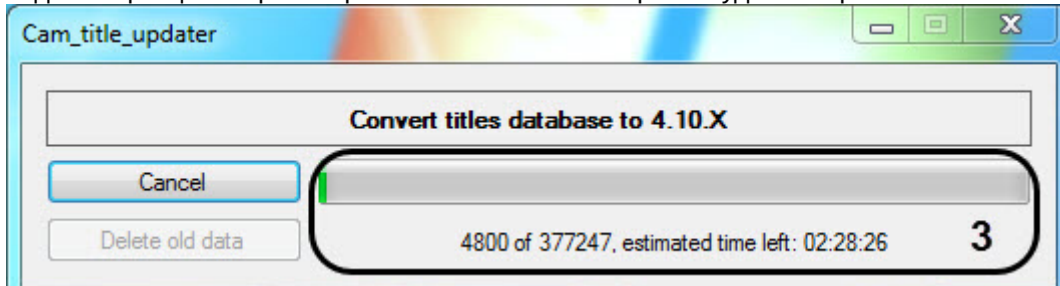 Cam_title_updater
Convert titles database to 4.10.X
Cancel
Delete old data
4800 of 377247, estimated time left: 02:28:26
3